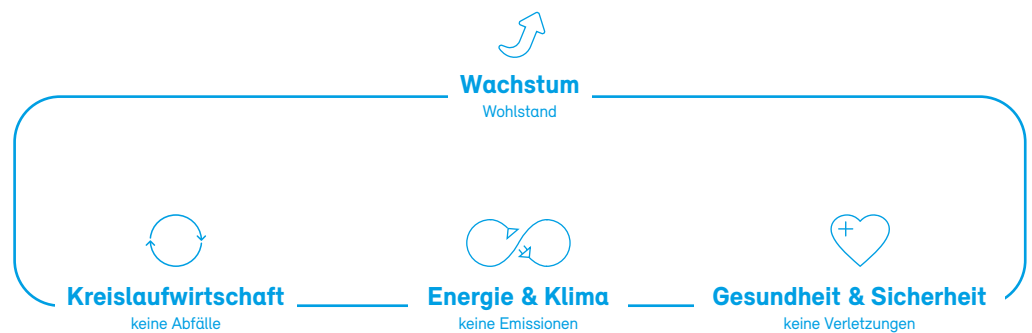 Wachstum
Wohlstand
Kreislaufwirtschaft
keine Abfälle
Energie & Klima
keine Emissionen
Gesundheit & Sicherheit
keine Verletzungen